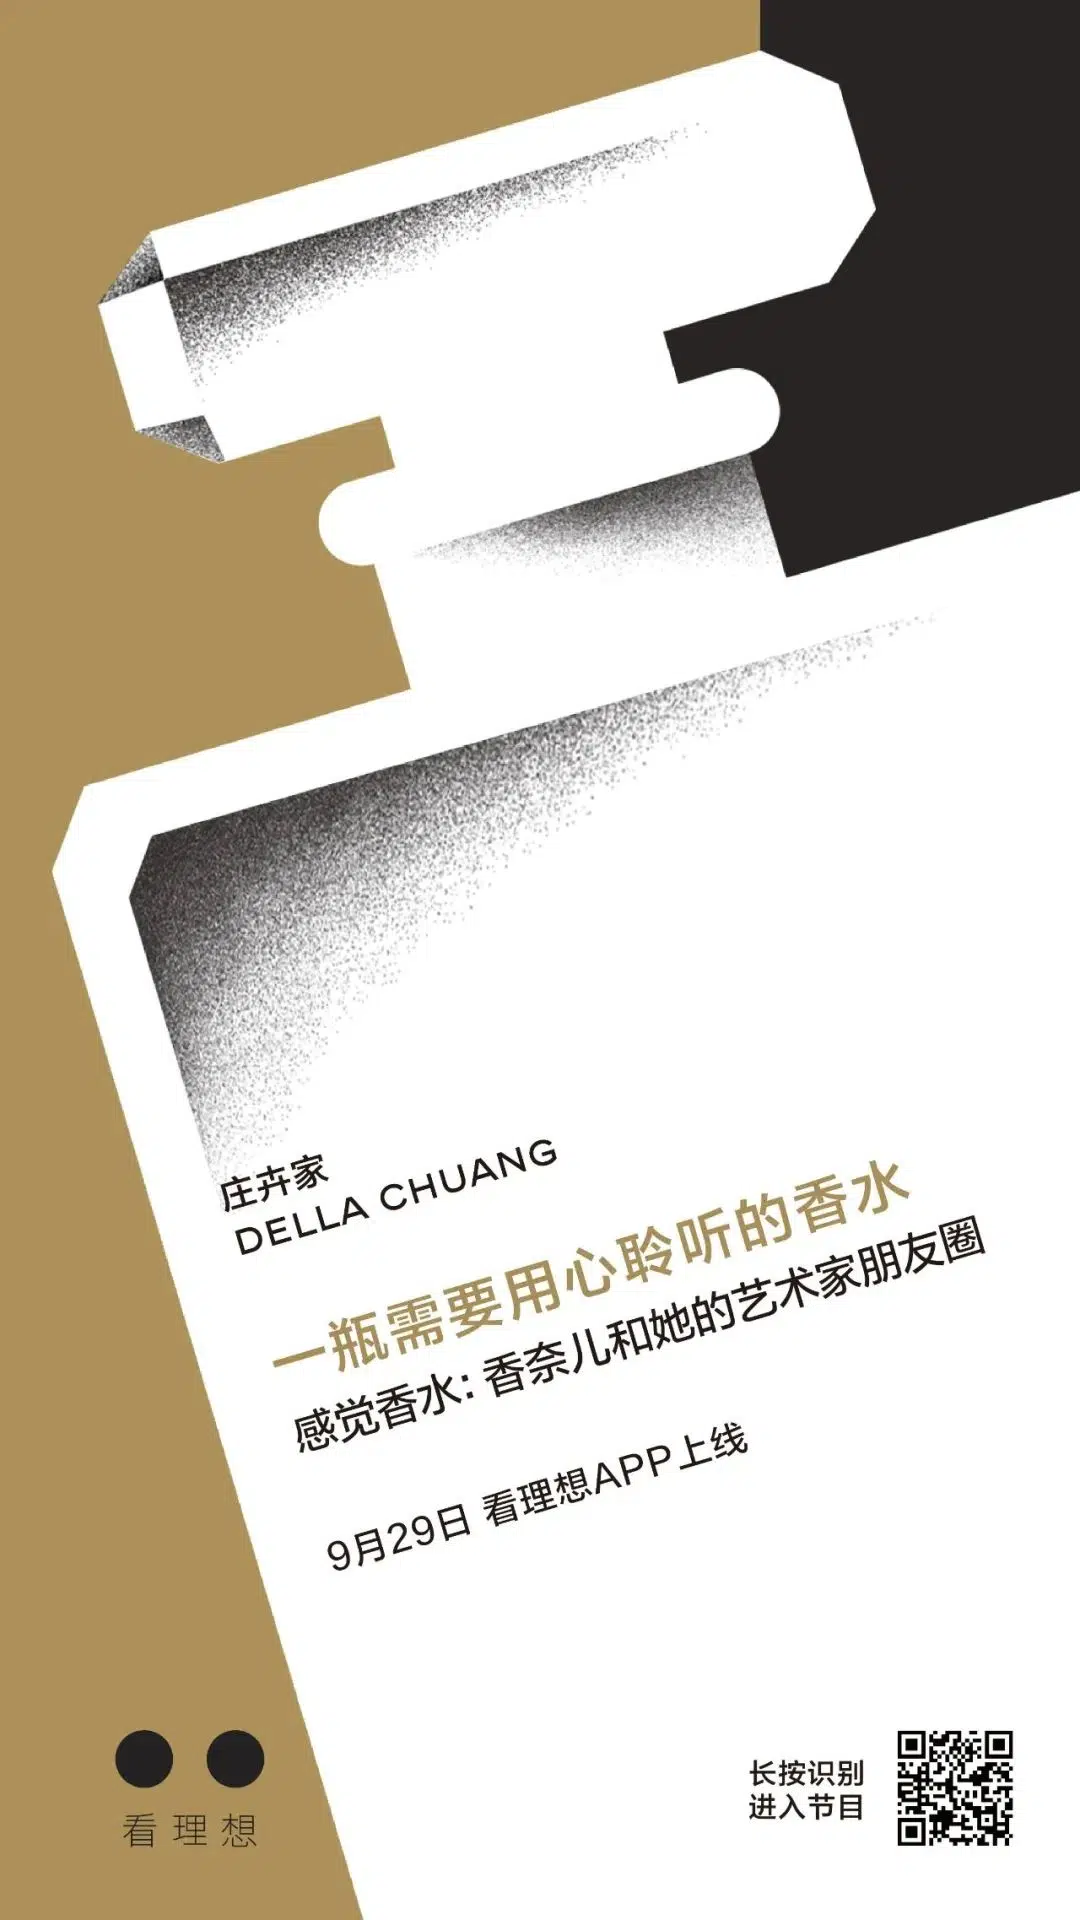 庄卉家
DELLA CHUANG
一瓶需要用心聆听的香水
感觉香水：香奈儿和她的艺术家朋友圈
9月29日 看理想APP上线
看理想
长按识别
进入节目